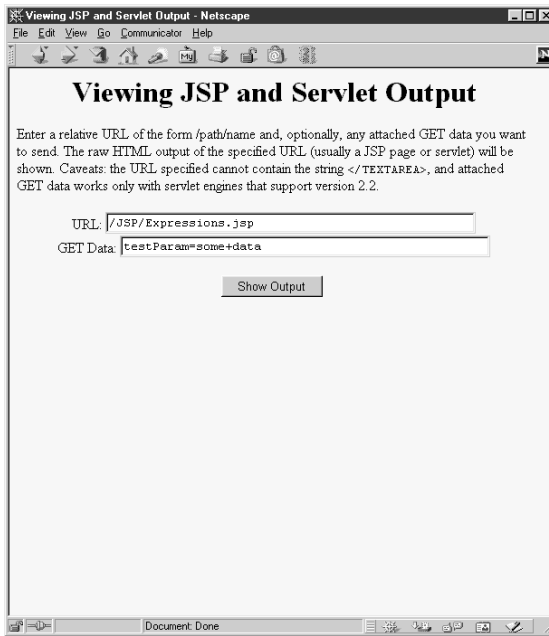 Viewing JSP and Servlet Output - Netscape
File Edit View Go Communicator Help
My
N
Viewing JSP and Servlet Output
Enter a relative URL of the form /path/name and, optionally, any attached GET data you want
to send. The raw HTML output of the specified URL (usually a JSP page or servlet) will be
shown. Caveats: the URL specified cannot contain the string </TEXTAREA>, and attached
GET data works only with servlet engines that support version 2.2.
URL: /JSP/Expressions.jsp
GET Data: testParam=some+data
Show Output
Document: Done